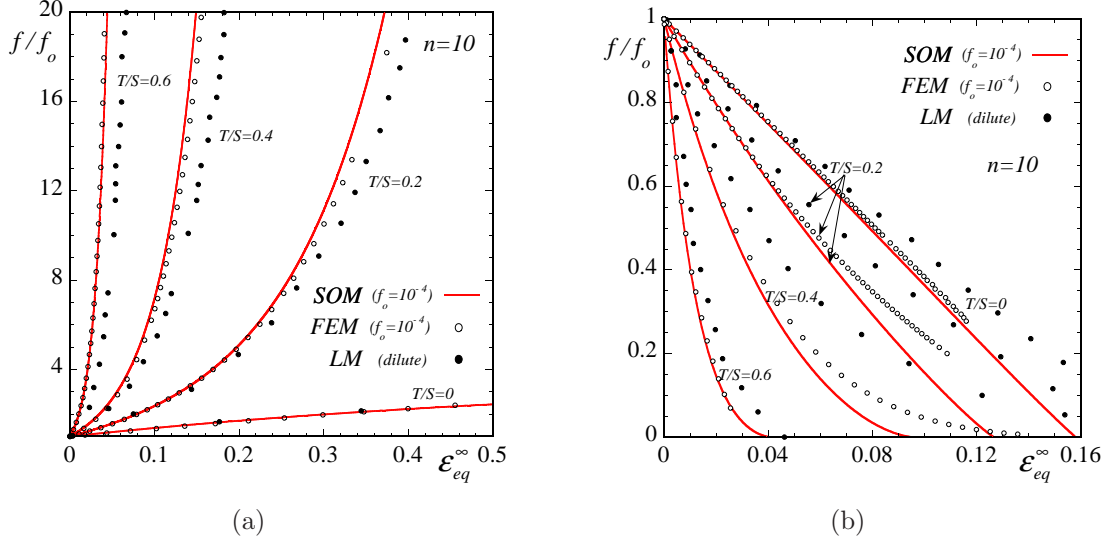 20
f/f_o
n=10
16
T/S=0.6
12
T/S=0.4
T/S=0.2
8
SOM (f_o=10^-4)
FEM (f_o=10^-4)
LM (dilute)
4
T/S=0
0 0.1 0.2 0.3 0.4 0.5
ε^∞_eq
(a)
1
f/f_o
SOM (f_o=10^-4)
FEM (f_o=10^-4)
LM (dilute)
0.8
n=10
T/S=0.2
0.6
0.4
T/S=0.4
T/S=0
0.2
T/S=0.6
0
0 0.04 0.08 0.12 0.16
ε^∞_eq
(b)